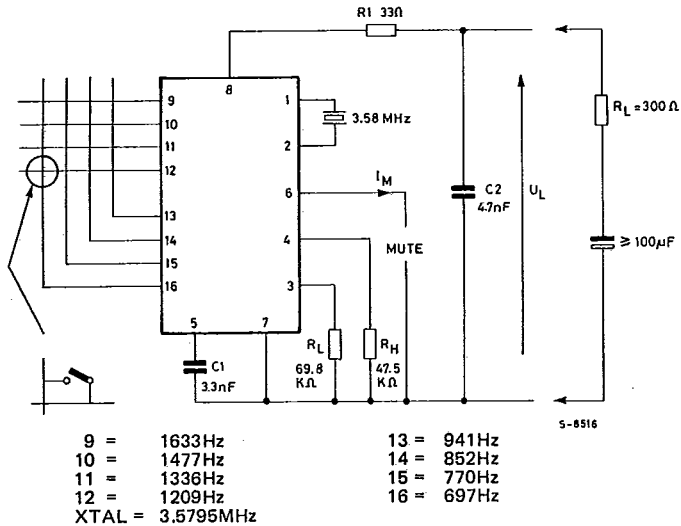 R1 33Ω
8
9
10
11
12
13
14
15
16
1
2
6
4
3
5
7
3.58 MHz
I_M
MUTE
C2
4.7nF
U_L
R_L=300Ω
≥100µF
C1
3.3nF
R_L
69.8
KΩ
R_H
47.5
KΩ
S-8516
9 = 1633Hz
10 = 1477Hz
11 = 1336Hz
12 = 1209Hz
XTAL = 3.5795MHz
13 = 941Hz
14 = 852Hz
15 = 770Hz
16 = 697Hz